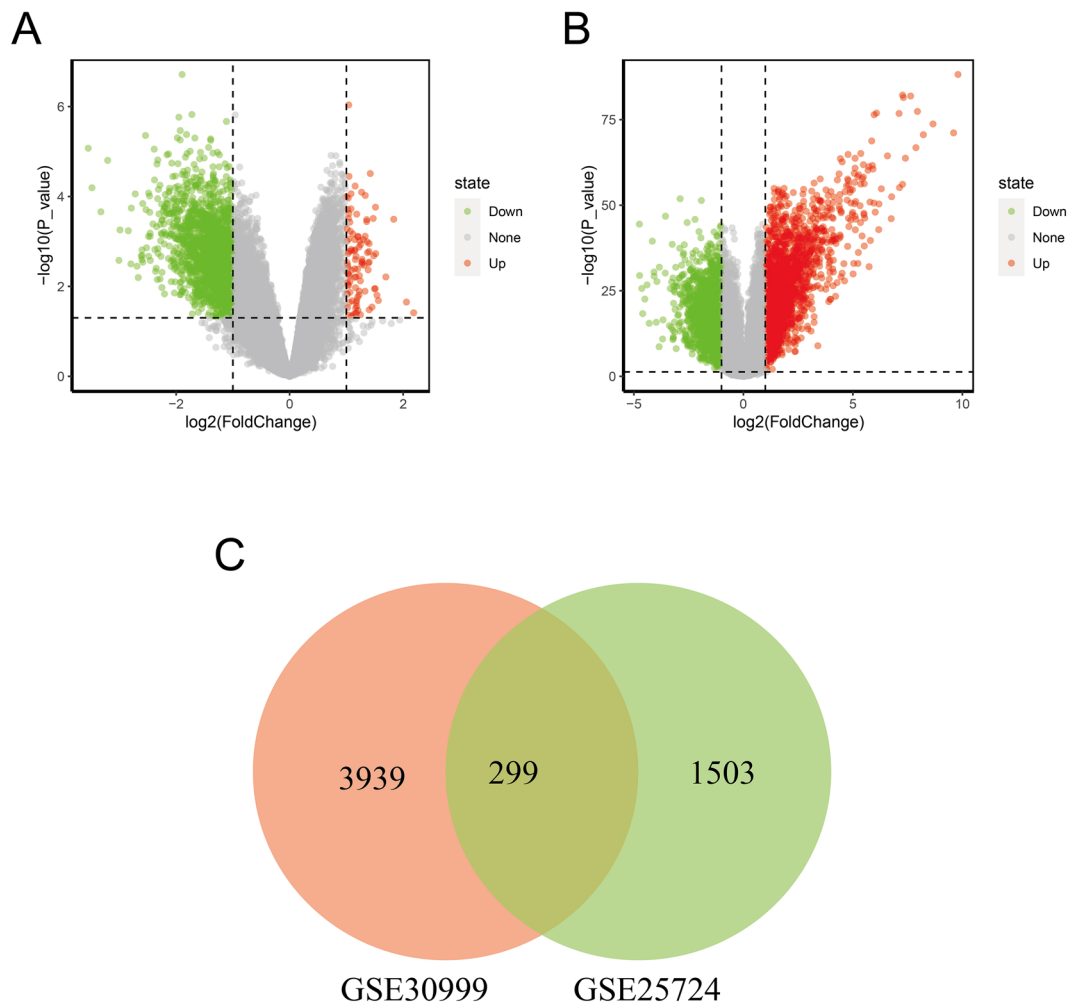 A
B
−log10(P_value)
6
4
2
0
−2
0
2
log2(FoldChange)
state
Down
None
Up
−log10(P_value)
75
50
25
0
−5
0
5
10
log2(FoldChange)
state
Down
None
Up
C
3939
299
1503
GSE30999
GSE25724